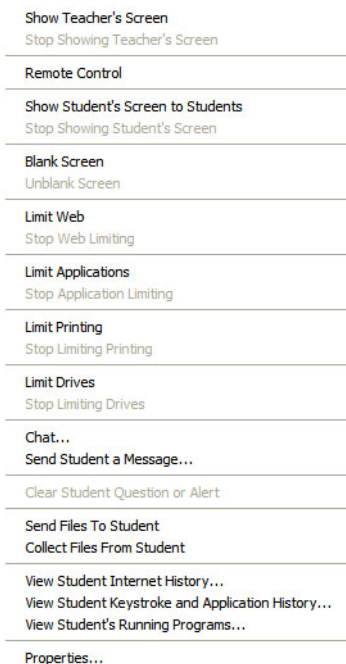 Show Teacher's Screen
Stop Showing Teacher's Screen
Remote Control
Show Student's Screen to Students
Stop Showing Student's Screen
Blank Screen
Unblank Screen
Limit Web
Stop Web Limiting
Limit Applications
Stop Application Limiting
Limit Printing
Stop Limiting Printing
Limit Drives
Stop Limiting Drives
Chat...
Send Student a Message...
Clear Student Question or Alert
Send Files To Student
Collect Files From Student
View Student Internet History...
View Student Keystroke and Application History...
View Student's Running Programs...
Properties...